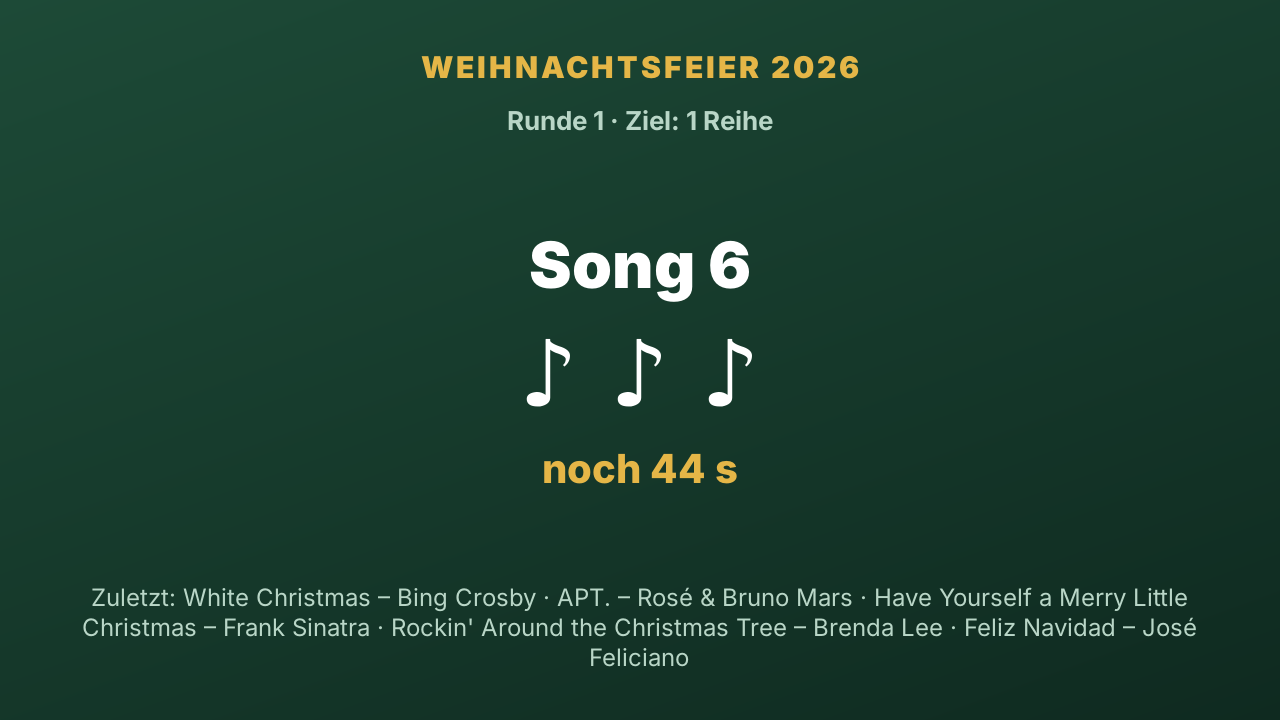 WEIHNACHTSFEIER 2026
Runde 1 · Ziel: 1 Reihe
Song 6
♪ ♪ ♪
noch 44 s
Zuletzt: White Christmas – Bing Crosby · APT. – Rosé & Bruno Mars · Have Yourself a Merry Little
Christmas – Frank Sinatra · Rockin' Around the Christmas Tree – Brenda Lee · Feliz Navidad – José
Feliciano